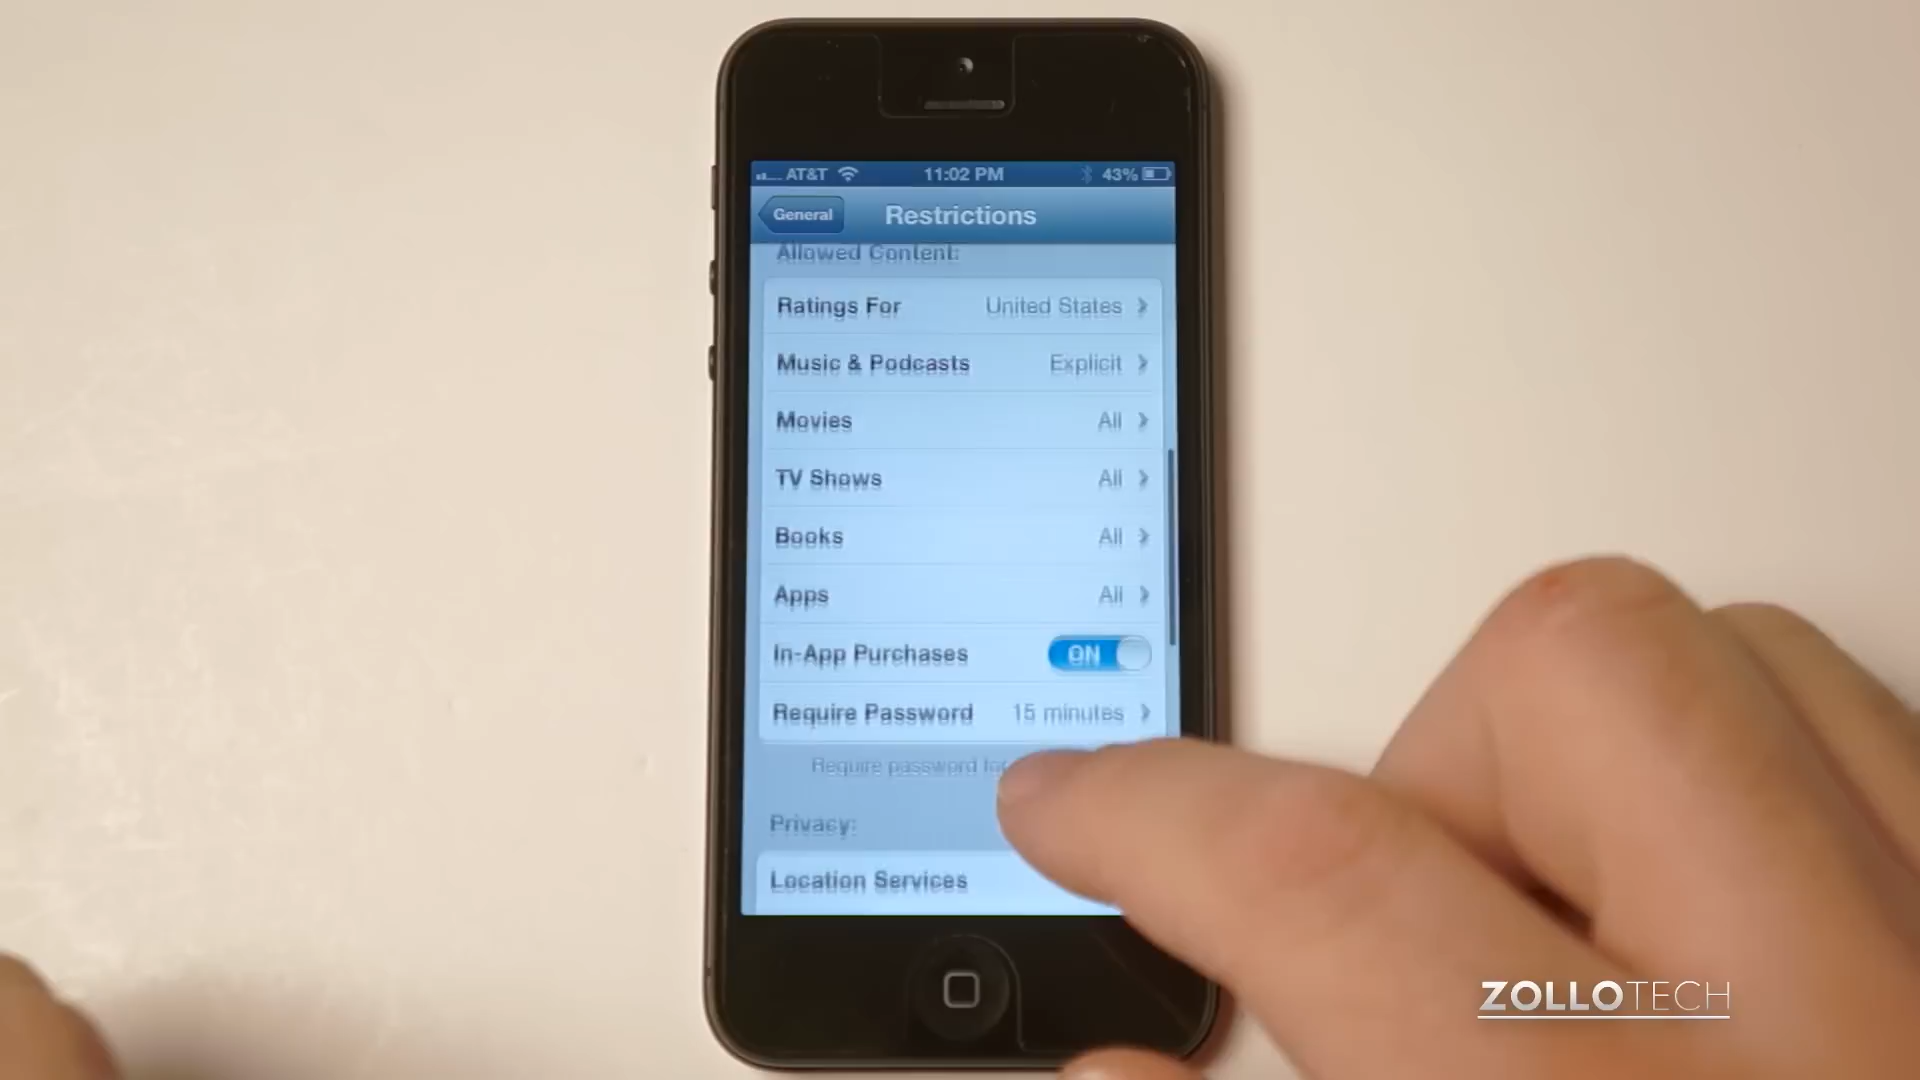 AT&T 11:02 PM 43%
General Restrictions
Allowed Content:
Ratings For United States
Music & Podcasts Explicit
Movies All
TV Shows All
Books All
Apps All
In-App Purchases ON
Require Password 15 minutes
Require password for
Privacy:
Location Services
ZOLLOTECH